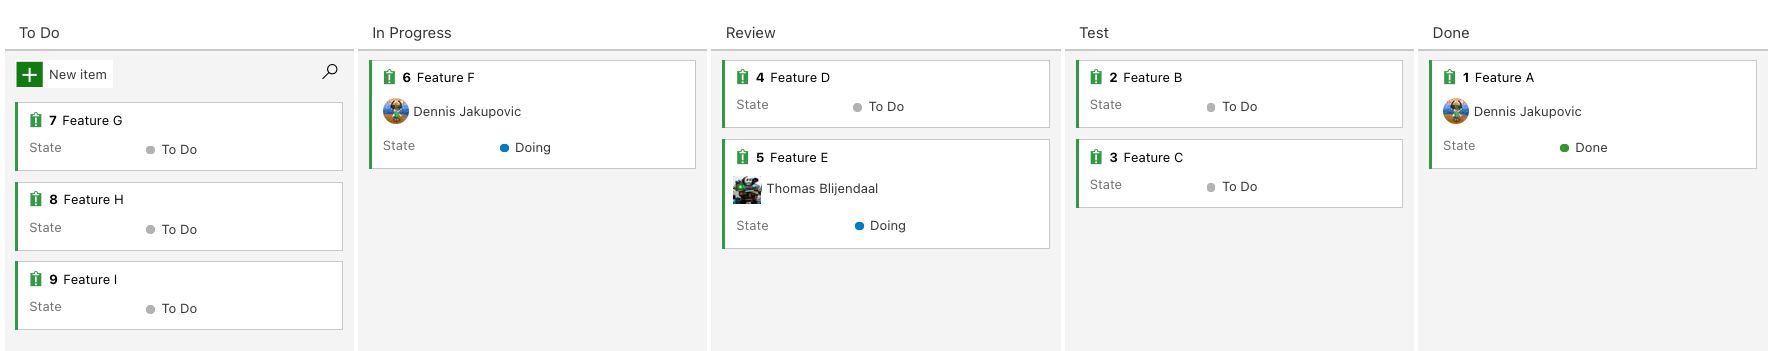 To Do
New item
7 Feature G
State To Do
8 Feature H
State To Do
9 Feature I
State To Do
In Progress
6 Feature F
Dennis Jakupovic
State Doing
Review
4 Feature D
State To Do
5 Feature E
Thomas Blijendaal
State Doing
Test
2 Feature B
State To Do
3 Feature C
State To Do
Done
1 Feature A
Dennis Jakupovic
State Done